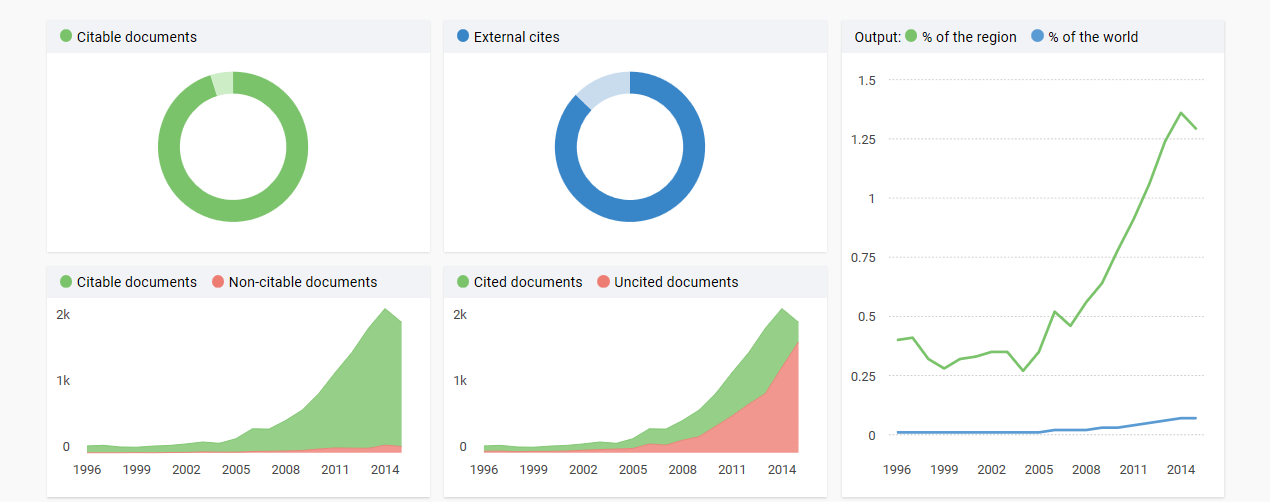 Citable documents
External cites
Output: % of the region % of the world
1.5
1.25
1
0.75
0.5
0.25
0
1996 1999 2002 2005 2008 2011 2014
Citable documents Non-citable documents
2k
1k
0
1996 1999 2002 2005 2008 2011 2014
Cited documents Uncited documents
2k
1k
0
1996 1999 2002 2005 2008 2011 2014